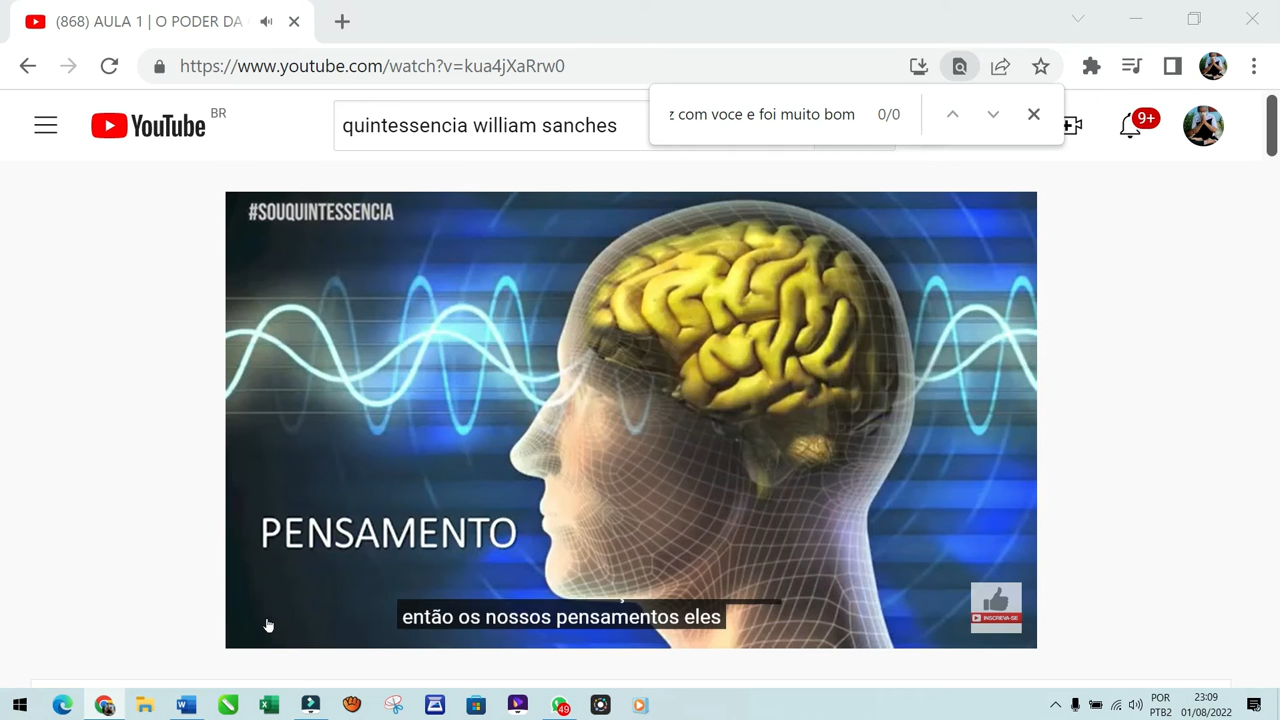 (868) AULA 1 | O PODER DA
https://www.youtube.com/watch?v=kua4jXaRrw0
z com voce e foi muito bom 0/0
YouTube BR
quintessencia william sanches
9+
#SOUQUINTESSENCIA
PENSAMENTO
então os nossos pensamentos eles
INSCREVA-SE
49
POR
PTB2
23:09
01/08/2022